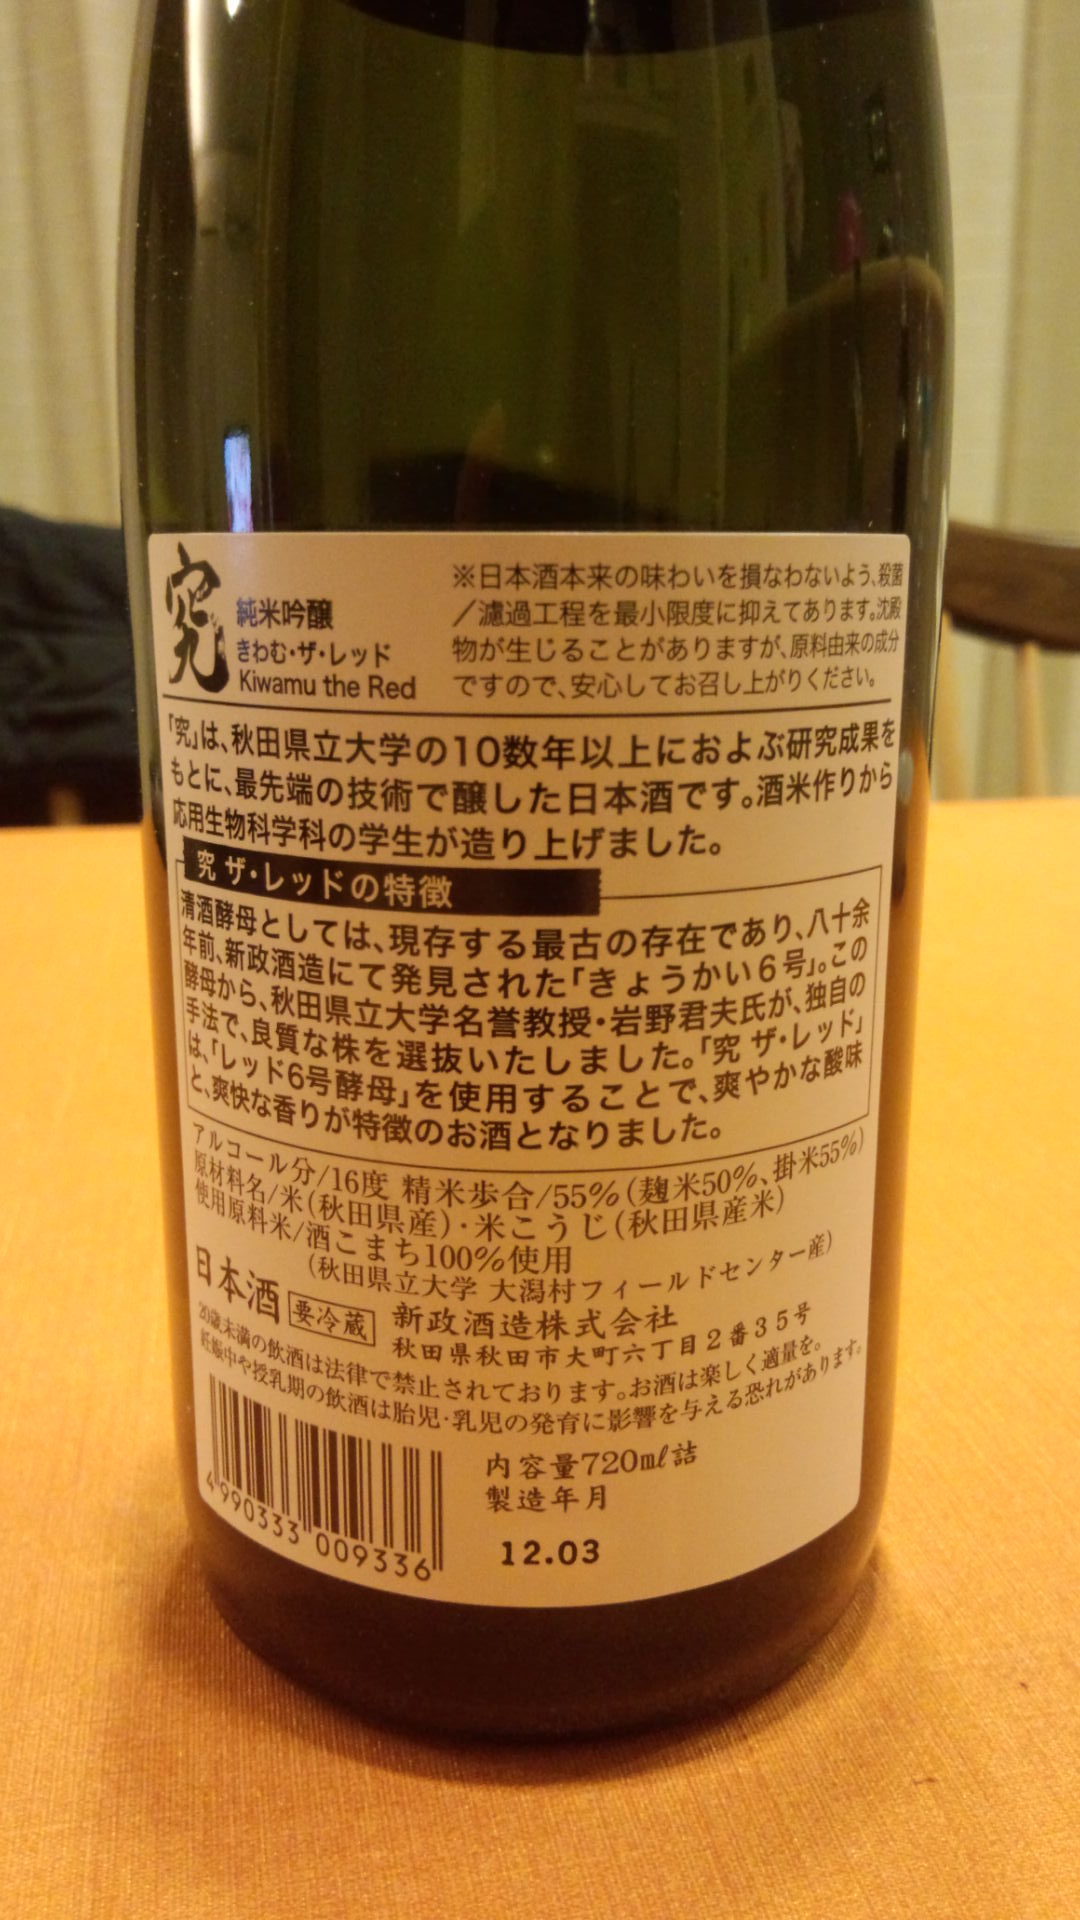 究
純米吟醸
きわむ・ザ・レッド
Kiwamu the Red
※日本酒本来の味わいを損なわないよう、殺菌
/濾過工程を最小限度に抑えてあります。沈殿
物が生じることがありますが、原料由来の成分
ですので、安心してお召し上がりください。
「究」は、秋田県立大学の10数年以上におよぶ研究成果を
もとに、最先端の技術で醸した日本酒です。酒米作りから
応用生物科学科の学生が造り上げました。
究 ザ・レッドの特徴
清酒酵母としては、現存する最古の存在であり、八十余
年前、新政酒造にて発見された「きょうかい6号」。この
酵母から、秋田県立大学名誉教授・岩野君夫氏が、独自の
手法で、良質な株を選抜いたしました。「究 ザ・レッド」
は、「レッド6号酵母」を使用することで、爽やかな酸味
と、爽快な香りが特徴のお酒となりました。
アルコール分/16度 精米歩合/55%(麹米50%、掛米55%)
原材料名/米(秋田県産)・米こうじ(秋田県産米)
使用原料米/酒こまち100%使用
(秋田県立大学 大潟村フィールドセンター産)
日本酒 要冷蔵 新政酒造株式会社
秋田県秋田市大町六丁目2番35号
20歳未満の飲酒は法律で禁止されております。お酒は楽しく適量を。
妊娠中や授乳期の飲酒は胎児・乳児の発育に影響を与える恐れがあります。
4 990333 009336
内容量720mℓ詰
製造年月
12.03